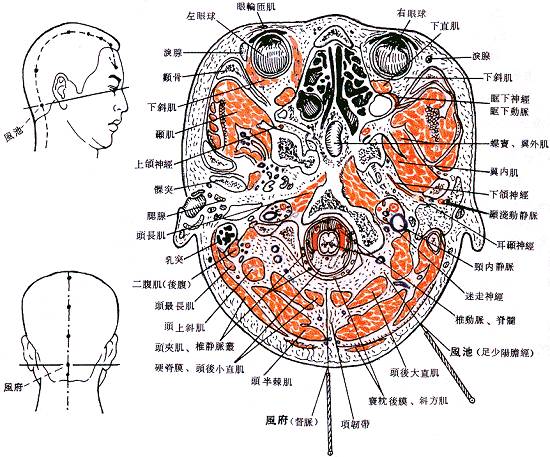 左眼球
眼輪匝肌
右眼球
下直肌
淚腺
淚腺
顴骨
下斜肌
下斜肌
眶下神經
眶下動脈
顳肌
蝶竇、翼外肌
上頜神經
翼內肌
髁突
下頜神經
顳淺動靜脈
腮腺
頭長肌
耳顳神經
乳突
頸內靜脈
二腹肌(後腹)
迷走神經
頭最長肌
椎動脈、脊髓
頭上斜肌
頭夾肌、椎靜脈叢
風池(足少陽膽經)
硬脊膜、頭後小直肌
頭後大直肌
頭半棘肌
寰枕後膜、斜方肌
風府(督脈)
項韌帶
風池
風府